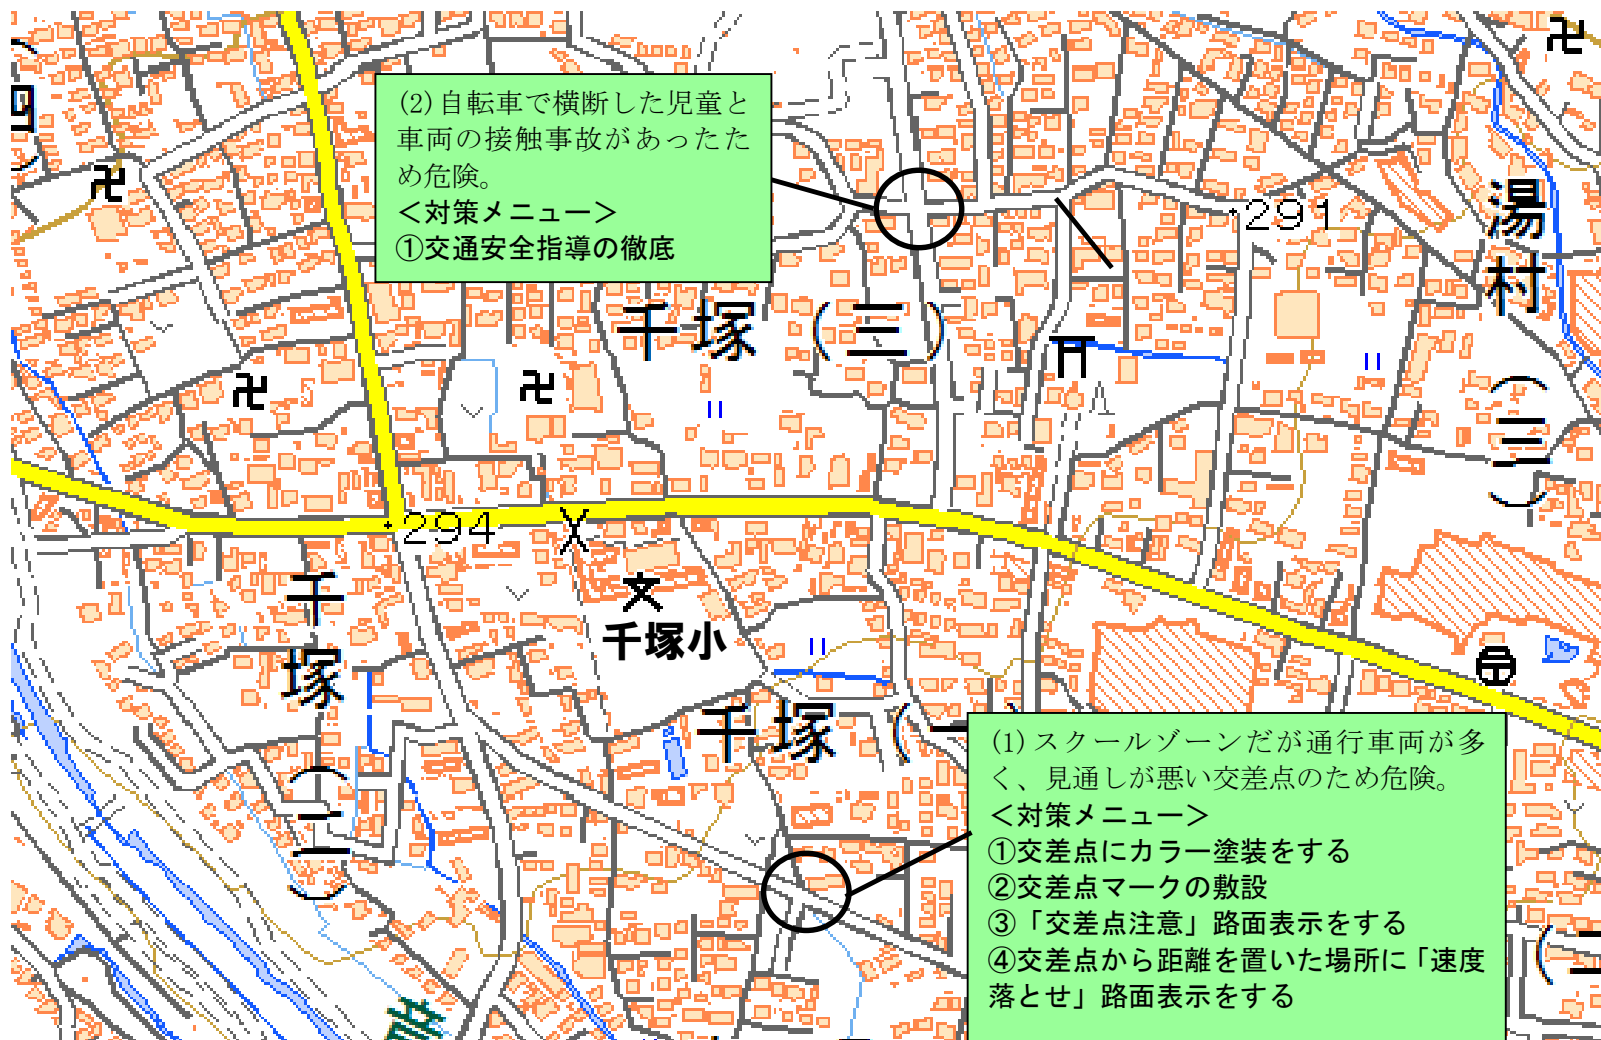 (2)自転車で横断した児童と
車両の接触事故があったた
め危険。
＜対策メニュー＞
①交通安全指導の徹底
291
湯村
(三)
千塚(三)
294
千塚小
千塚
(二)
千塚(一
(1)スクールゾーンだが通行車両が多
く、見通しが悪い交差点のため危険。
＜対策メニュー＞
①交差点にカラー塗装をする
②交差点マークの敷設
③「交差点注意」路面表示をする
④交差点から距離を置いた場所に「速度
落とせ」路面表示をする